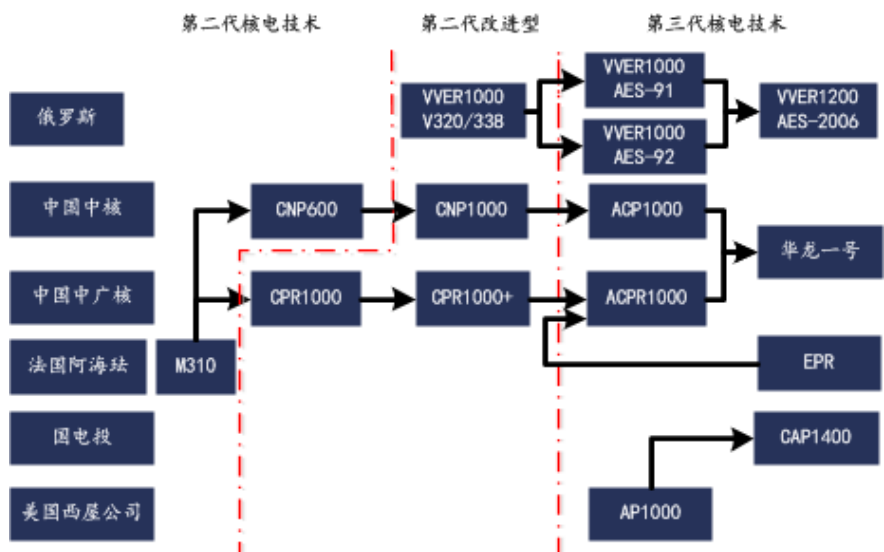 第二代核电技术
第二代改进型
第三代核电技术
俄罗斯
VVER1000
V320/338
VVER1000
AES-91
VVER1000
AES-92
VVER1200
AES-2006
中国中核
CNP600
CNP1000
ACP1000
华龙一号
中国中广核
CPR1000
CPR1000+
ACPR1000
法国阿海珐
M310
EPR
国电投
CAP1400
美国西屋公司
AP1000